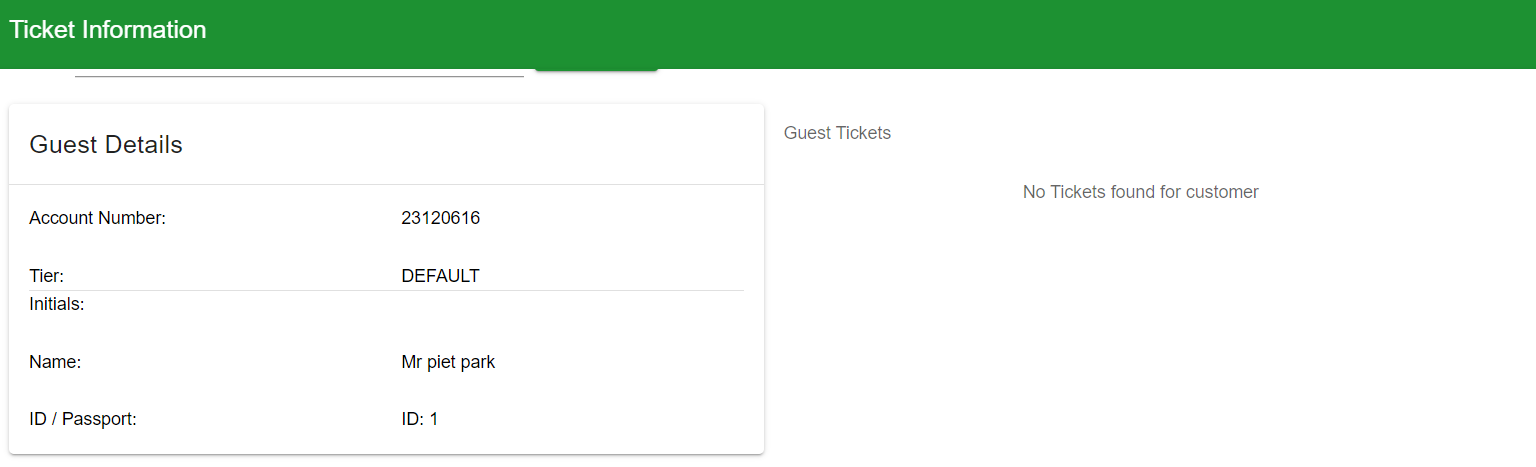 Ticket Information
Guest Details
Account Number: 23120616
Tier: DEFAULT
Initials:
Name: Mr piet park
ID / Passport: ID: 1
Guest Tickets
No Tickets found for customer